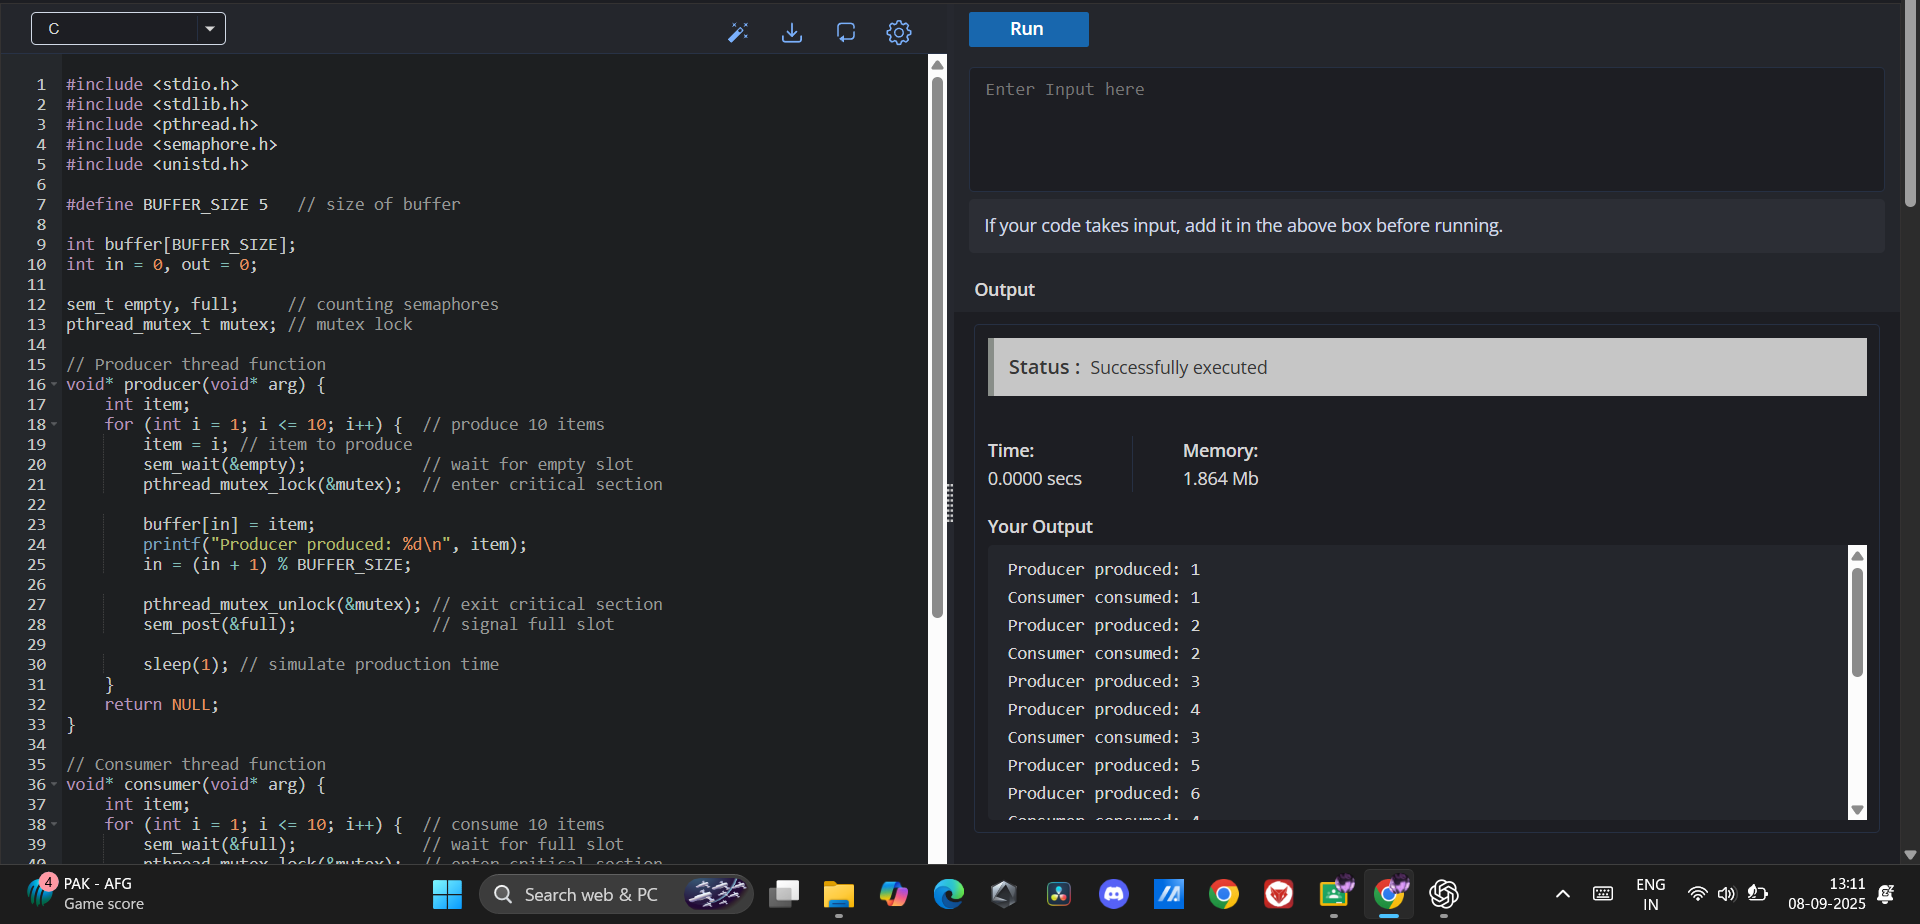 C
1 #include <stdio.h>
2 #include <stdlib.h>
3 #include <pthread.h>
4 #include <semaphore.h>
5 #include <unistd.h>
6
7 #define BUFFER_SIZE 5   // size of buffer
8
9 int buffer[BUFFER_SIZE];
10 int in = 0, out = 0;
11
12 sem_t empty, full;     // counting semaphores
13 pthread_mutex_t mutex; // mutex lock
14
15 // Producer thread function
16 void* producer(void* arg) {
17     int item;
18     for (int i = 1; i <= 10; i++) {  // produce 10 items
19         item = i; // item to produce
20         sem_wait(&empty);            // wait for empty slot
21         pthread_mutex_lock(&mutex);  // enter critical section
22
23         buffer[in] = item;
24         printf("Producer produced: %d\n", item);
25         in = (in + 1) % BUFFER_SIZE;
26
27         pthread_mutex_unlock(&mutex); // exit critical section
28         sem_post(&full);              // signal full slot
29
30         sleep(1); // simulate production time
31     }
32     return NULL;
33 }
34
35 // Consumer thread function
36 void* consumer(void* arg) {
37     int item;
38     for (int i = 1; i <= 10; i++) {  // consume 10 items
39         sem_wait(&full);             // wait for full slot
40         pthread_mutex_lock(&mutex);  // enter critical section
Run
Enter Input here
If your code takes input, add it in the above box before running.
Output
Status : Successfully executed
Time: Memory:
0.0000 secs 1.864 Mb
Your Output
Producer produced: 1
Consumer consumed: 1
Producer produced: 2
Consumer consumed: 2
Producer produced: 3
Producer produced: 4
Consumer consumed: 3
Producer produced: 5
Producer produced: 6
Consumer consumed: 4
4
PAK - AFG
Game score
Search web & PC
ENG
IN
13:11
08-09-2025